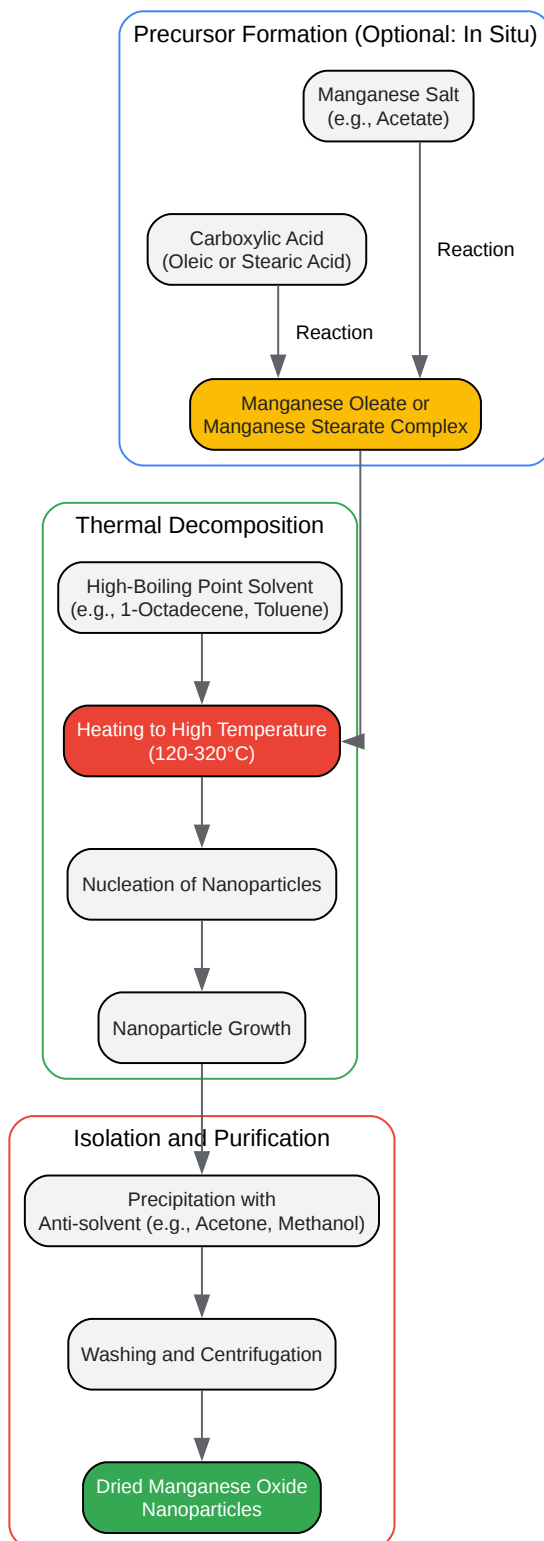 Precursor Formation (Optional: In Situ)
Manganese Salt
(e.g., Acetate)
Carboxylic Acid
(Oleic or Stearic Acid)
Reaction
Reaction
Manganese Oleate or
Manganese Stearate Complex
Thermal Decomposition
High-Boiling Point Solvent
(e.g., 1-Octadecene, Toluene)
Heating to High Temperature
(120-320°C)
Nucleation of Nanoparticles
Nanoparticle Growth
Isolation and Purification
Precipitation with
Anti-solvent (e.g., Acetone, Methanol)
Washing and Centrifugation
Dried Manganese Oxide
Nanoparticles